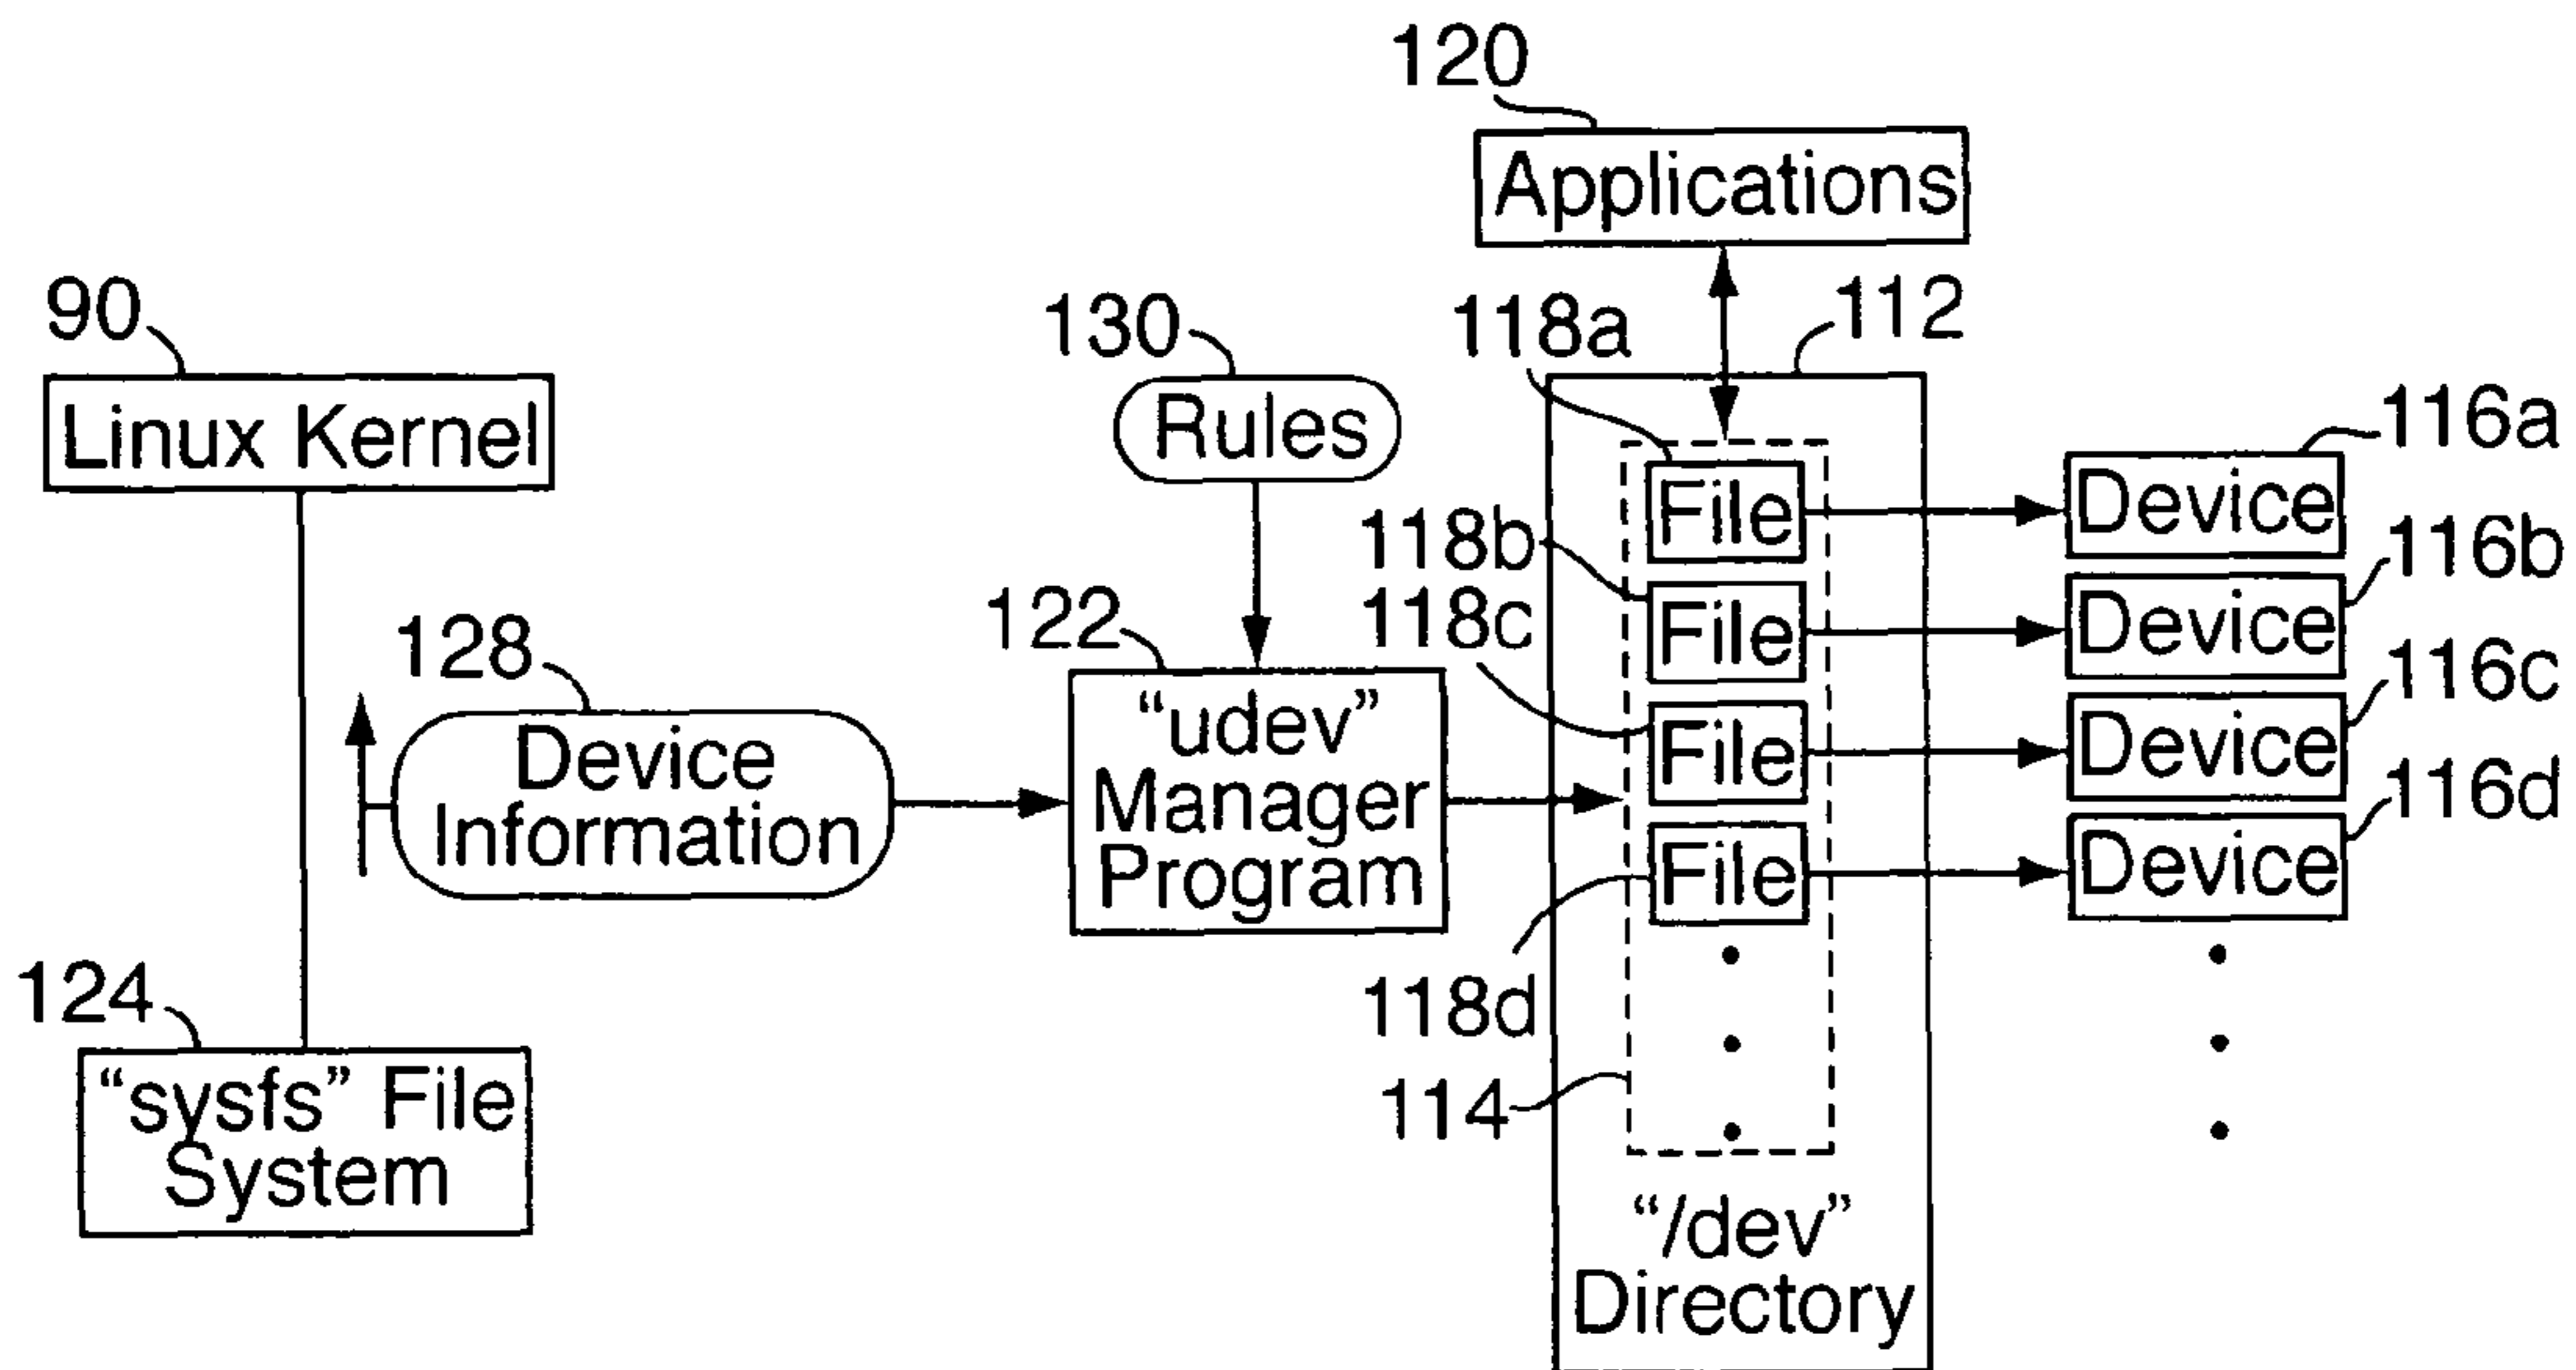 120
Applications
90
Linux Kernel
130
Rules
118a
112
116a
File
Device
118b
116b
File
Device
118c
116c
File
Device
118d
116d
File
Device
128
Device
Information
122
“udev”
Manager
Program
124
“sysfs” File
System
114
“/dev”
Directory